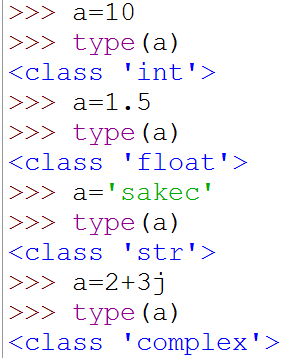 >>> a=10
>>> type(a)
<class 'int'>
>>> a=1.5
>>> type(a)
<class 'float'>
>>> a='sakec'
>>> type(a)
<class 'str'>
>>> a=2+3j
>>> type(a)
<class 'complex'>